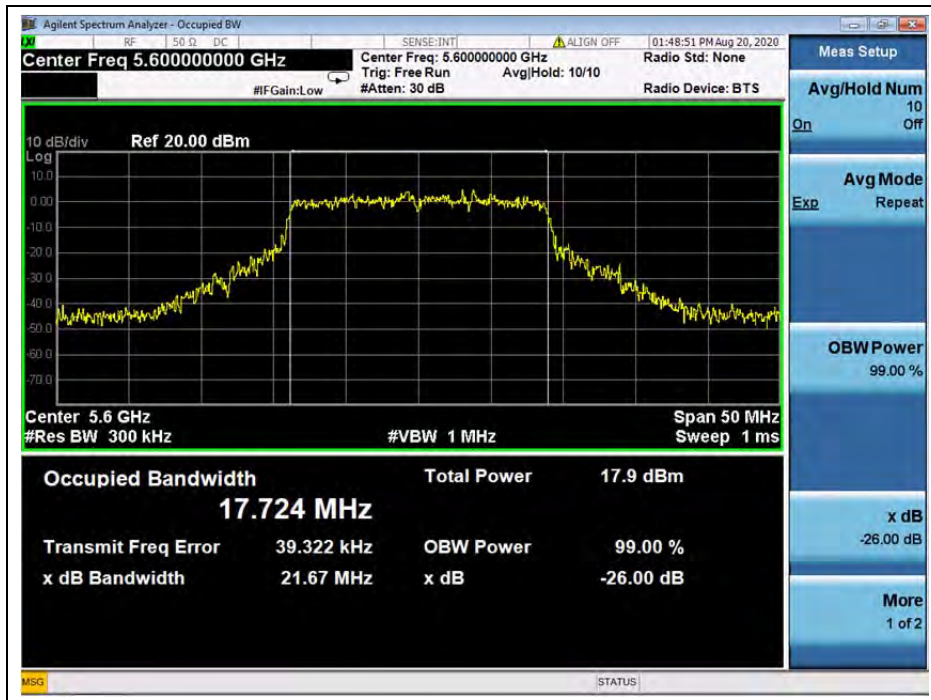 Agilent Spectrum Analyzer - Occupied BW
LXI RF 50 Ω DC SENSE:INT ALIGN OFF 01:48:51 PM Aug 20, 2020
Center Freq 5.600000000 GHz
Center Freq: 5.600000000 GHz Radio Std: None
Trig: Free Run Avg|Hold: 10/10
#IFGain:Low #Atten: 30 dB Radio Device: BTS
10 dB/div Ref 20.00 dBm
Log
10.0
0.00
-10.0
-20.0
-30.0
-40.0
-50.0
-60.0
-70.0
Center 5.6 GHz Span 50 MHz
#Res BW 300 kHz #VBW 1 MHz Sweep 1 ms
Occupied Bandwidth Total Power 17.9 dBm
17.724 MHz
Transmit Freq Error 39.322 kHz OBW Power 99.00 %
x dB Bandwidth 21.67 MHz x dB -26.00 dB
MSG STATUS
Meas Setup
Avg/Hold Num
10
On Off
Avg Mode
Exp Repeat
OBW Power
99.00 %
x dB
-26.00 dB
More
1 of 2